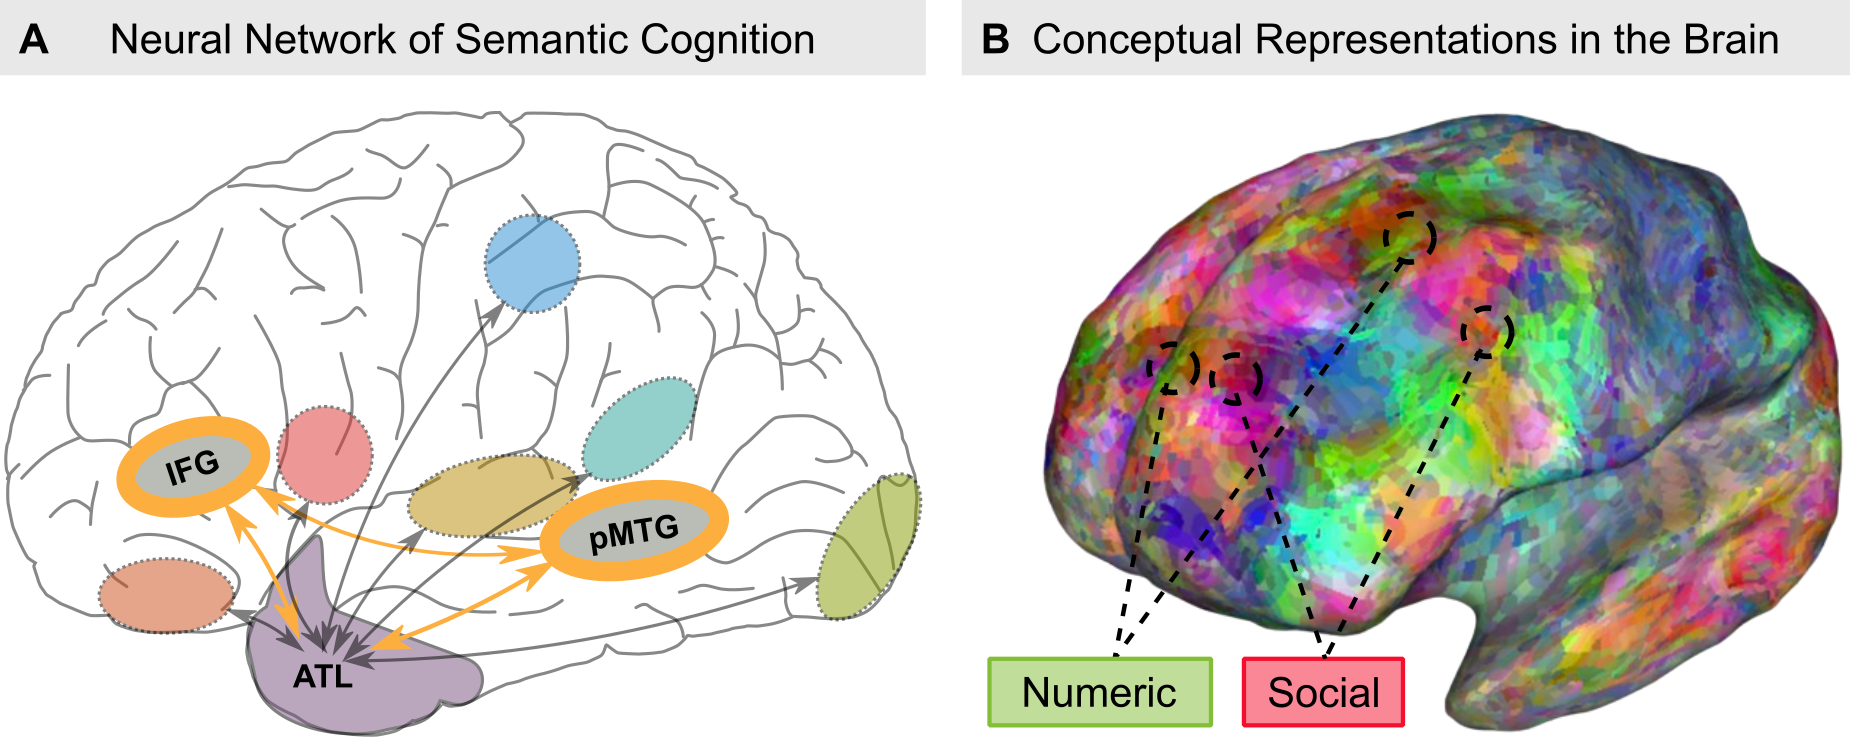 A Neural Network of Semantic Cognition
B Conceptual Representations in the Brain
IFG
pMTG
ATL
Numeric
Social